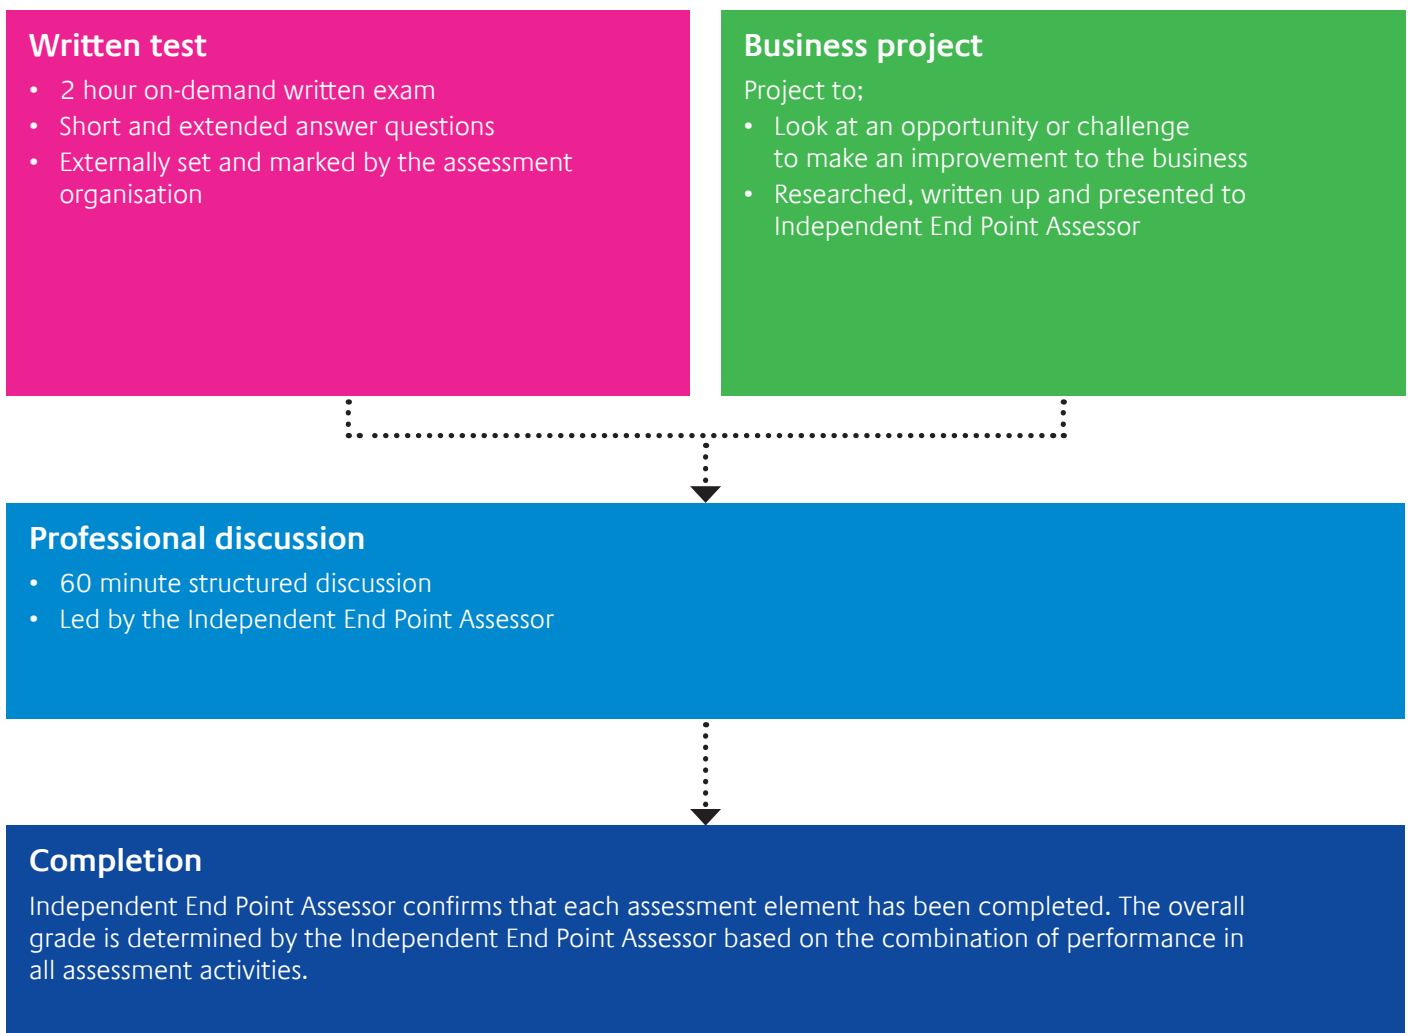 Written test
• 2 hour on-demand written exam
• Short and extended answer questions
• Externally set and marked by the assessment
organisation
Business project
Project to;
• Look at an opportunity or challenge
to make an improvement to the business
• Researched, written up and presented to
Independent End Point Assessor
Professional discussion
• 60 minute structured discussion
• Led by the Independent End Point Assessor
Completion
Independent End Point Assessor confirms that each assessment element has been completed. The overall
grade is determined by the Independent End Point Assessor based on the combination of performance in
all assessment activities.